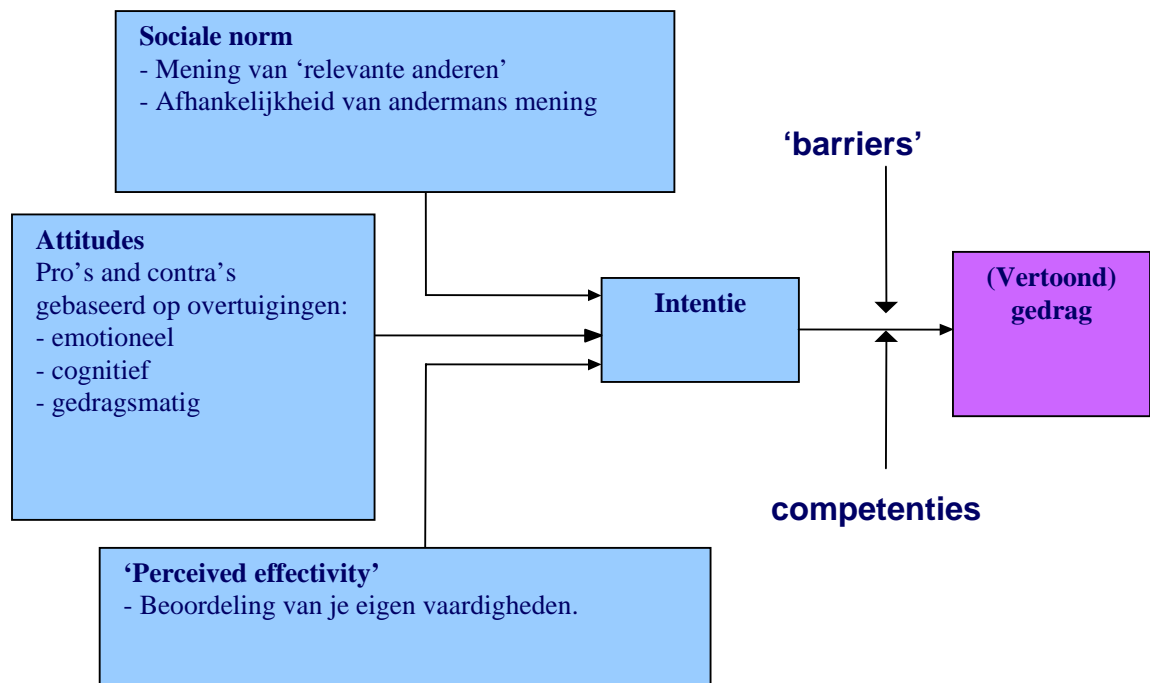 Sociale norm
- Mening van ‘relevante anderen’
- Afhankelijkheid van andermans mening
‘barriers’
Attitudes
Pro’s and contra’s
gebaseerd op overtuigingen:
- emotioneel
- cognitief
- gedragsmatig
Intentie
(Vertoond)
gedrag
competenties
‘Perceived effectivity’
- Beoordeling van je eigen vaardigheden.